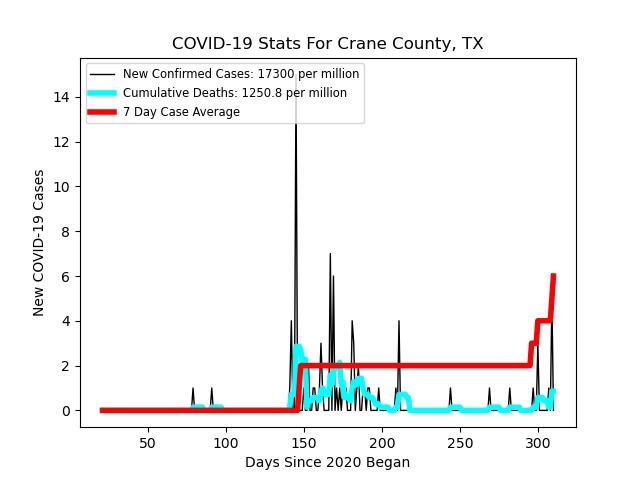 COVID-19 Stats For Crane County, TX
New Confirmed Cases: 17300 per million
Cumulative Deaths: 1250.8 per million
7 Day Case Average
14
12
10
8
6
4
2
0
New COVID-19 Cases
50 100 150 200 250 300
Days Since 2020 Began